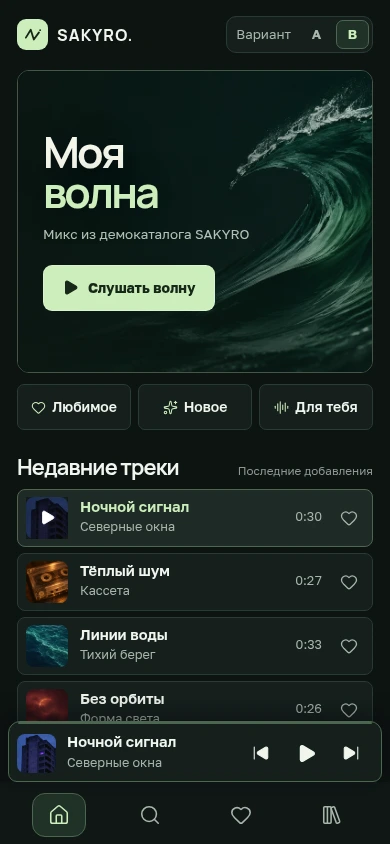 SAKYRO.
Вариант A B
Моя
волна
Микс из демокаталога SAKYRO
Слушать волну
Любимое Новое Для тебя
Недавние треки Последние добавления
Ночной сигнал
Северные окна
0:30
Тёплый шум
Кассета
0:27
Линии воды
Тихий берег
0:33
Без орбиты
Форма света
0:26
Ночной сигнал
Северные окна